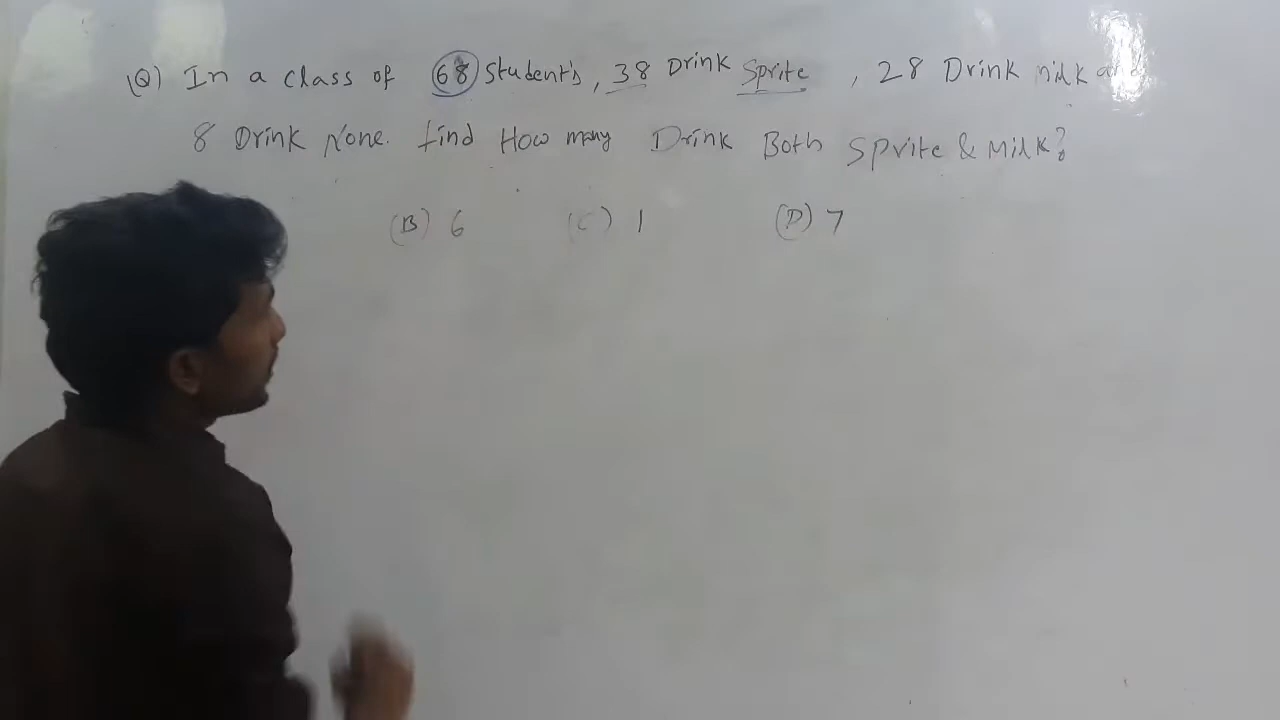 (Q) In a class of 68 Student's, 38 Drink Sprite, 28 Drink milk and
8 Drink None. find How many Drink Both Sprite & Milk?
(B) 6 (C) 1 (D) 7